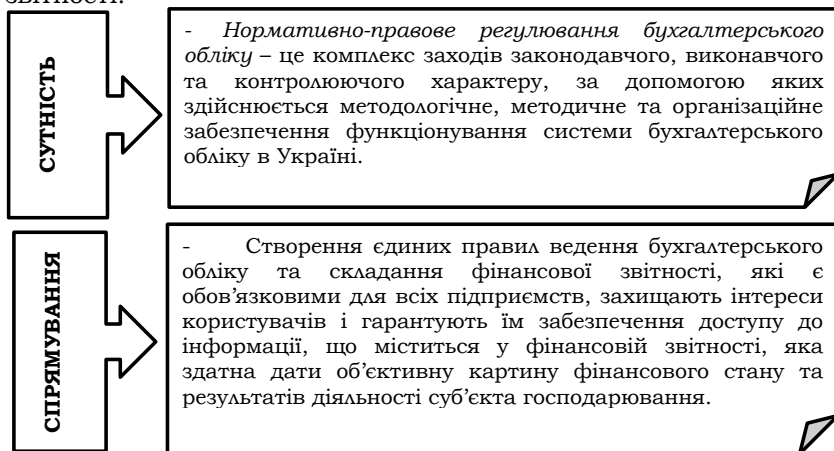 звітності.
СУТНІСТЬ
- Нормативно-правове регулювання бухгалтерського
обліку – це комплекс заходів законодавчого, виконавчого
та контролюючого характеру, за допомогою яких
здійснюється методологічне, методичне та організаційне
забезпечення функціонування системи бухгалтерського
обліку в Україні.
СПРЯМУВАННЯ
- Створення єдиних правил ведення бухгалтерського
обліку та складання фінансової звітності, які є
обов’язковими для всіх підприємств, захищають інтереси
користувачів і гарантують їм забезпечення доступу до
інформації, що міститься у фінансовій звітності, яка
здатна дати об’єктивну картину фінансового стану та
результатів діяльності суб’єкта господарювання.